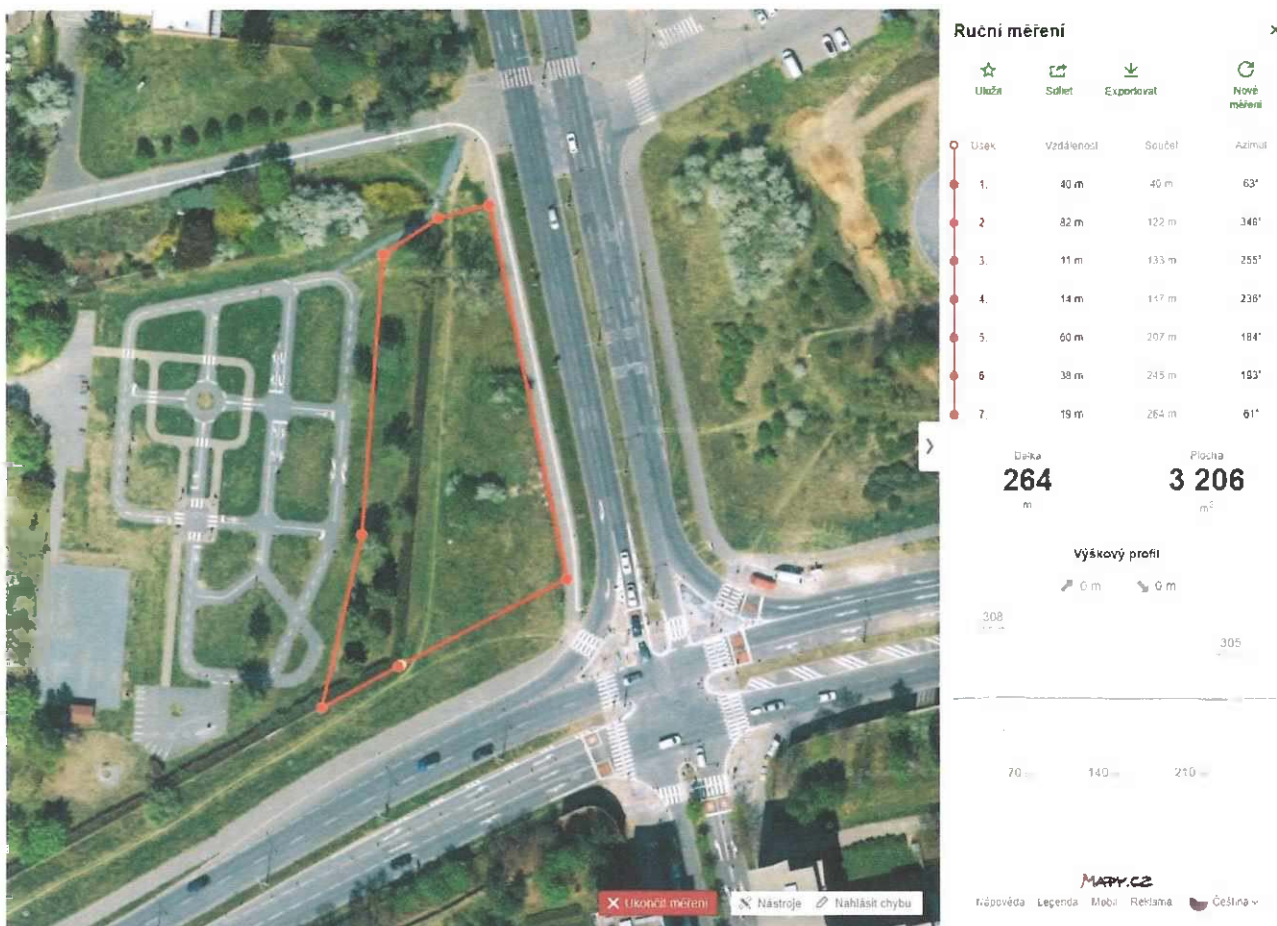 Ruční měření
Uložit Sdílet Exportovat Nové měření
Úsek Vzdálenost Součet Azimut
1. 40 m 40 m 63°
2 82 m 122 m 346°
3. 11 m 133 m 255°
4. 14 m 147 m 236°
5. 60 m 207 m 184°
6 38 m 245 m 193°
7. 19 m 264 m 61°
Délka Plocha
264 3 206
m m²
Výškový profil
0 m 0 m
308
305
70 140 210
MAPY.CZ
Ukončit měření Nástroje Nahlásit chybu
Nápověda Legenda Mobil Reklama Čeština